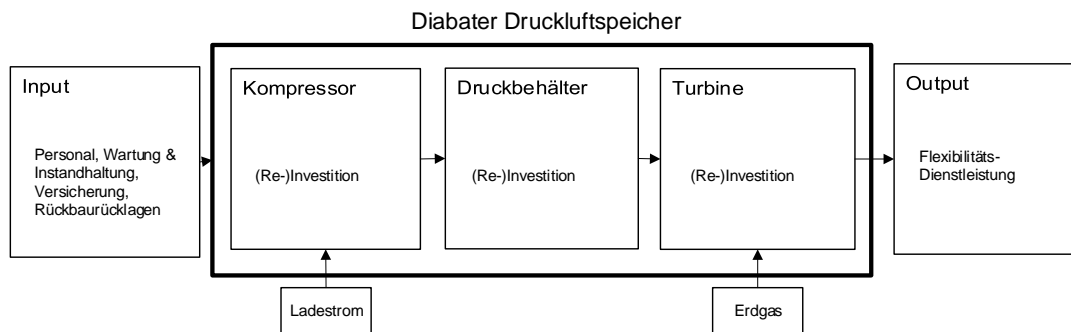 Diabater Druckluftspeicher
Input
Personal, Wartung &
Instandhaltung,
Versicherung,
Rückbaurücklagen
Kompressor
(Re-)Investition
Druckbehälter
(Re-)Investition
Turbine
(Re-)Investition
Output
Flexibilitäts-
Dienstleistung
Ladestrom
Erdgas